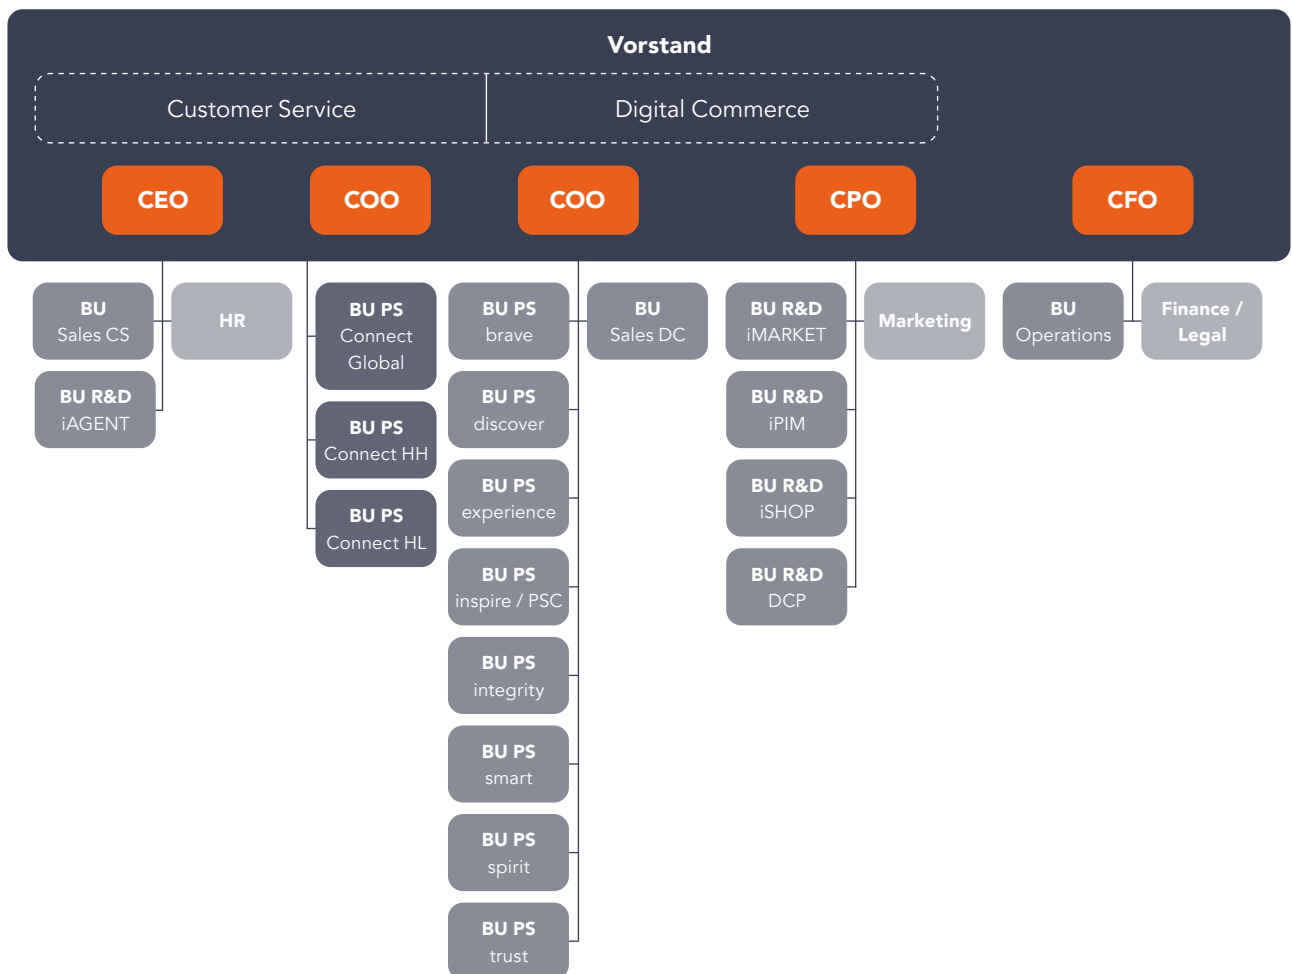 Vorstand
Customer Service
Digital Commerce
CEO
COO
COO
CPO
CFO
BU
Sales CS
HR
BU R&D
iAGENT
BU PS
Connect
Global
BU PS
Connect HH
BU PS
Connect HL
BU PS
brave
BU
Sales DC
BU PS
discover
BU PS
experience
BU PS
inspire / PSC
BU PS
integrity
BU PS
smart
BU PS
spirit
BU PS
trust
BU R&D
iMARKET
Marketing
BU R&D
iPIM
BU R&D
iSHOP
BU R&D
DCP
BU
Operations
Finance /
Legal